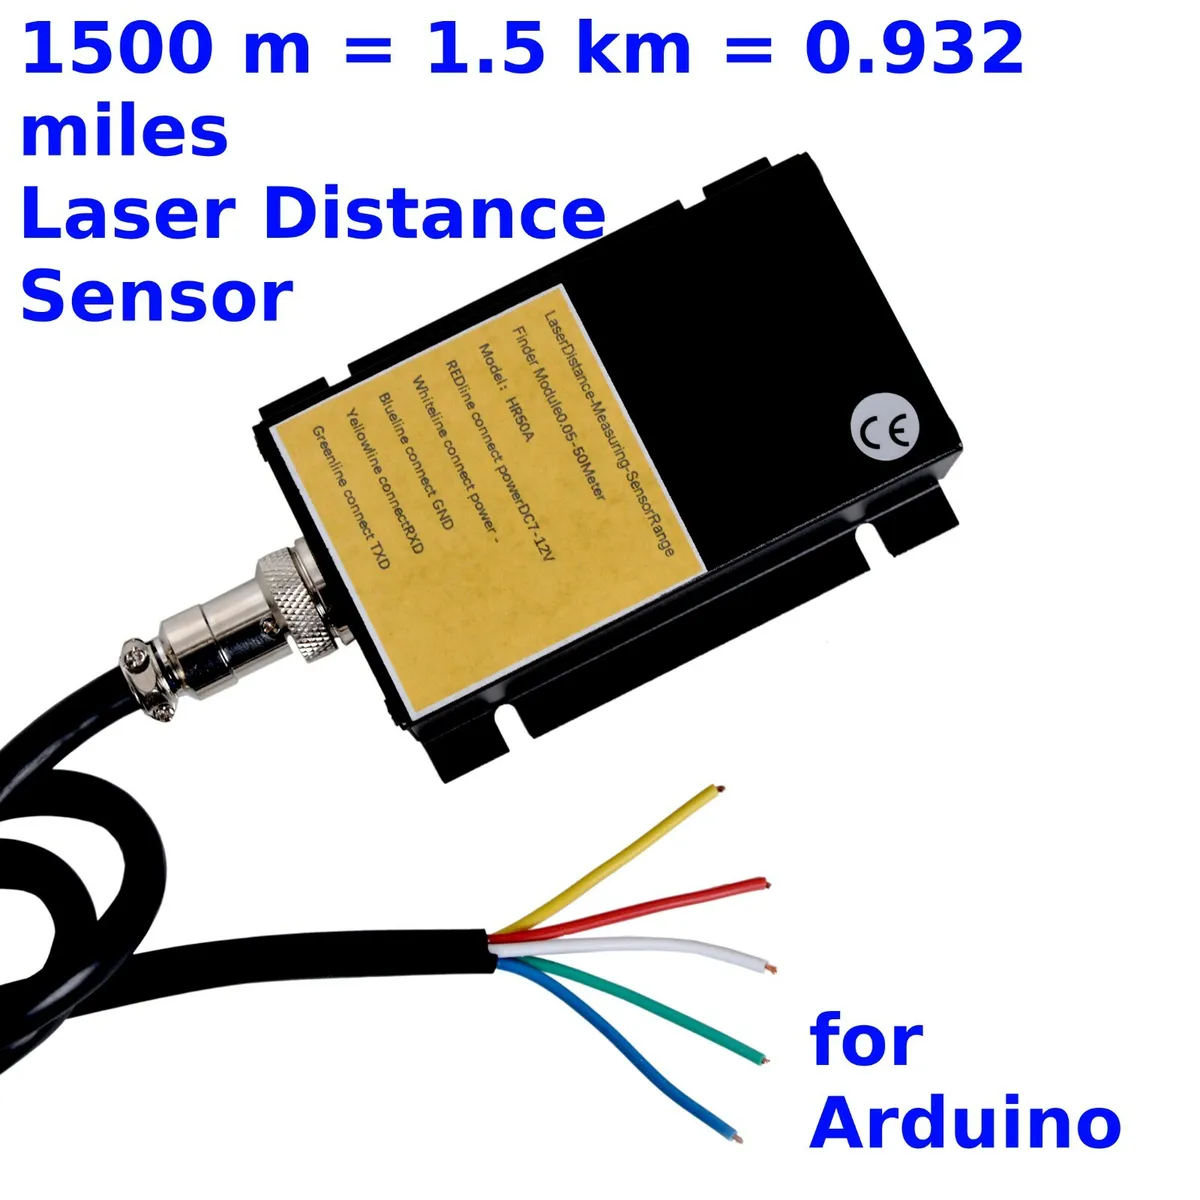 1500 m = 1.5 km = 0.932
miles
Laser Distance
Sensor
LaserDistance-Measuring-SensorRange
Finder Module0.05-50Meter
Model: HR50A
REDline connect powerDC7-12V
Whiteline connect power -
Blueline connect GND
Yellowline connectRXD
Greenline connect TXD
CE
for
Arduino